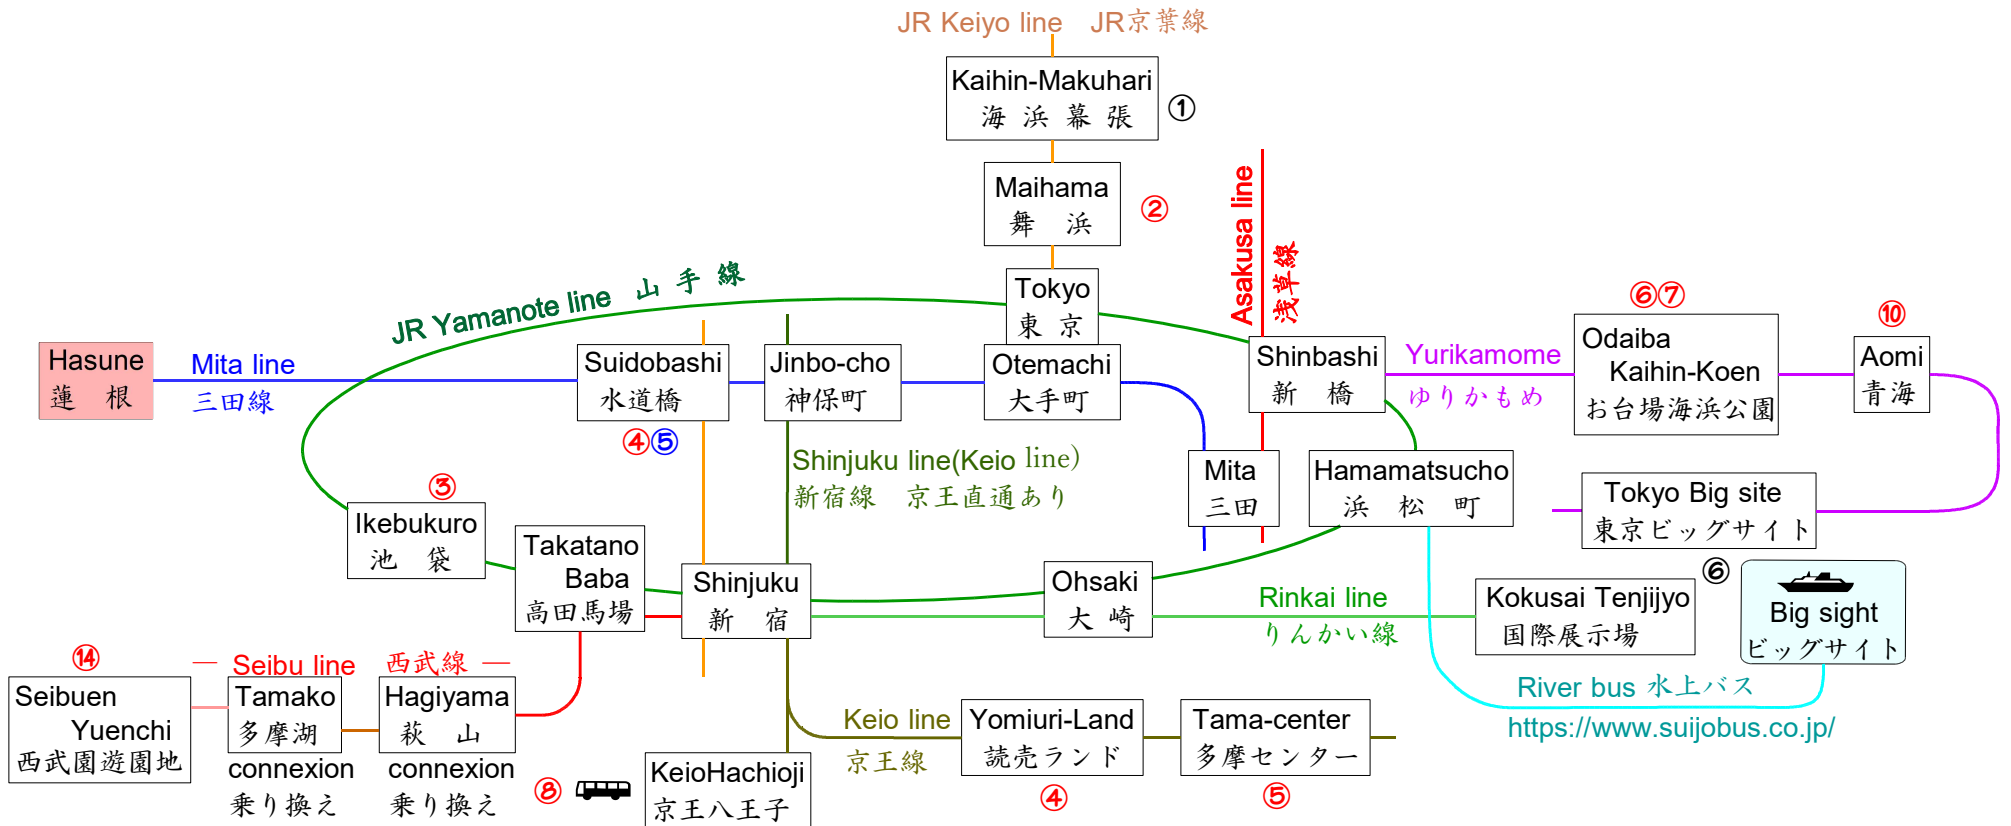 JR Keiyo line JR京葉線
Kaihin-Makuhari
海浜幕張
①
Maihama
舞浜
②
Asakusa line
浅草線
JR Yamanote line 山手線
Tokyo
東京
⑥⑦
⑩
Hasune
蓮根
Mita line
三田線
Suidobashi
水道橋
④⑤
Jinbo-cho
神保町
Otemachi
大手町
Shinbashi
新橋
Yurikamome
ゆりかもめ
Odaiba
Kaihin-Koen
お台場海浜公園
Aomi
青海
Shinjuku line(Keio line)
新宿線 京王直通あり
Mita
三田
Hamamatsucho
浜松町
Tokyo Big site
東京ビッグサイト
⑥
③
Ikebukuro
池袋
Takatano
Baba
高田馬場
Shinjuku
新宿
Ohsaki
大崎
Rinkai line
りんかい線
Kokusai Tenjijyo
国際展示場
Big sight
ビッグサイト
River bus 水上バス
https://www.suijobus.co.jp/
⑭
— Seibu line 西武線 —
Seibuen
Yuenchi
西武園遊園地
Tamako
多摩湖
connexion
乗り換え
Hagiyama
萩山
connexion
乗り換え
⑧
KeioHachioji
京王八王子
Keio line
京王線
Yomiuri-Land
読売ランド
④
Tama-center
多摩センター
⑤